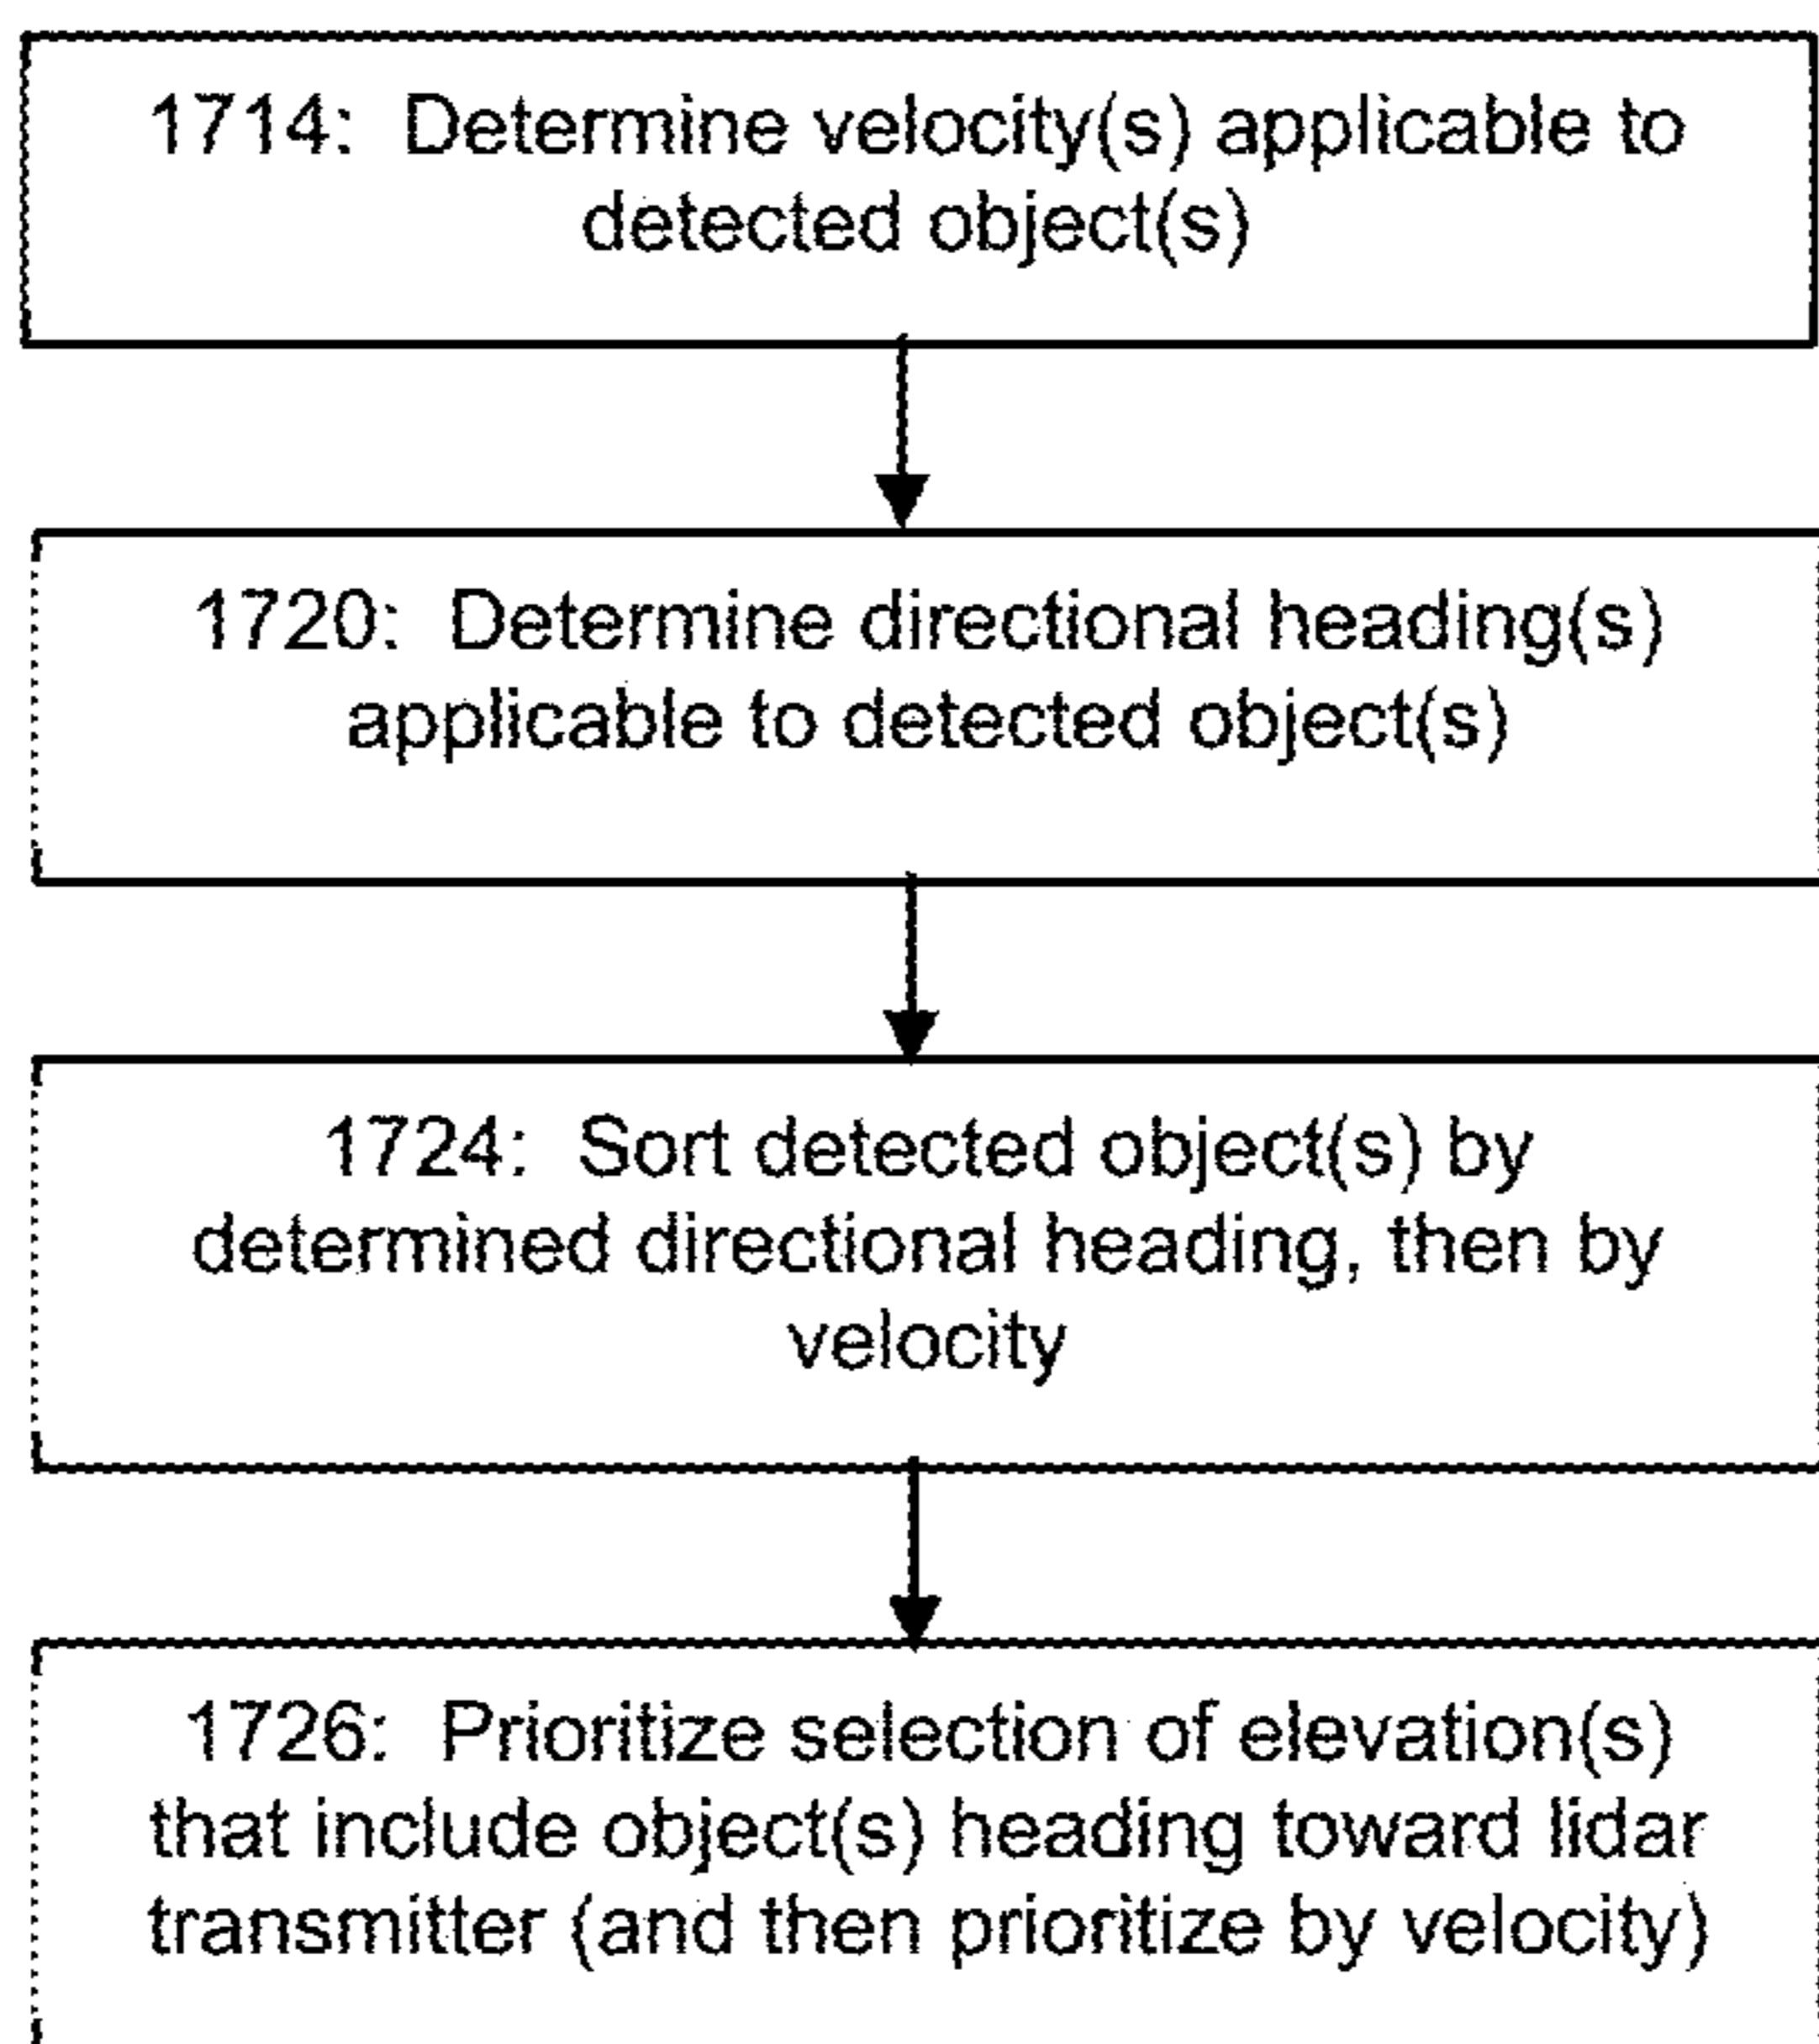 1714: Determine velocity(s) applicable to
detected object(s)
1720: Determine directional heading(s)
applicable to detected object(s)
1724: Sort detected object(s) by
determined directional heading, then by
velocity
1726: Prioritize selection of elevation(s)
that include object(s) heading toward lidar
transmitter (and then prioritize by velocity)